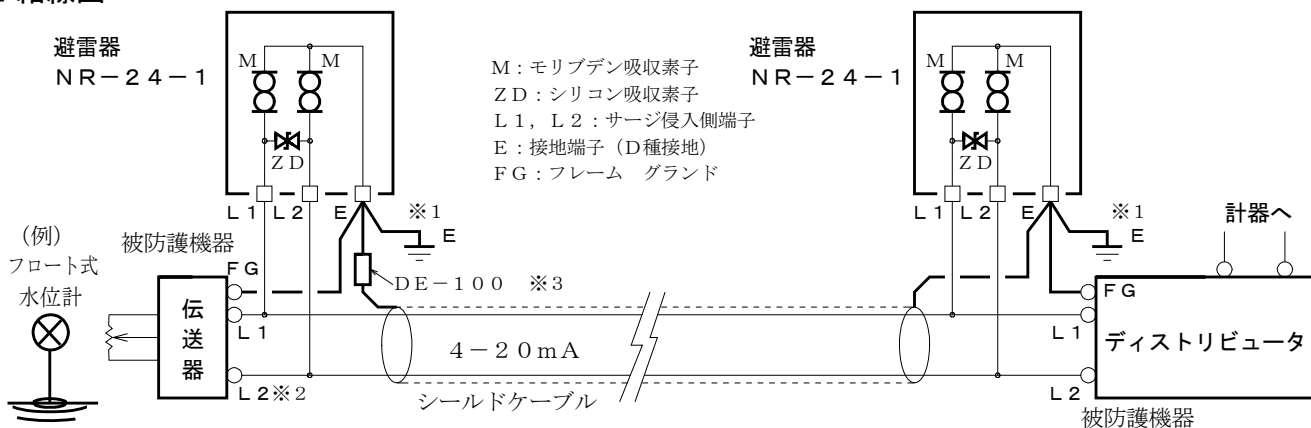 避雷器
NR-24-1
M
M
ZD
L1 L2 E
※1
E
M：モリブデン吸収素子
ZD：シリコン吸収素子
L1，L2：サージ侵入側端子
E：接地端子（D種接地）
FG：フレーム　グランド
避雷器
NR-24-1
M
M
ZD
L1 L2 E
※1
E
計器へ
(例)
フロート式
水位計
被防護機器
伝送器
FG
L1
L2※2
DE-100　※3
4-20mA
シールドケーブル
FG
L1
L2
ディストリビュータ
被防護機器